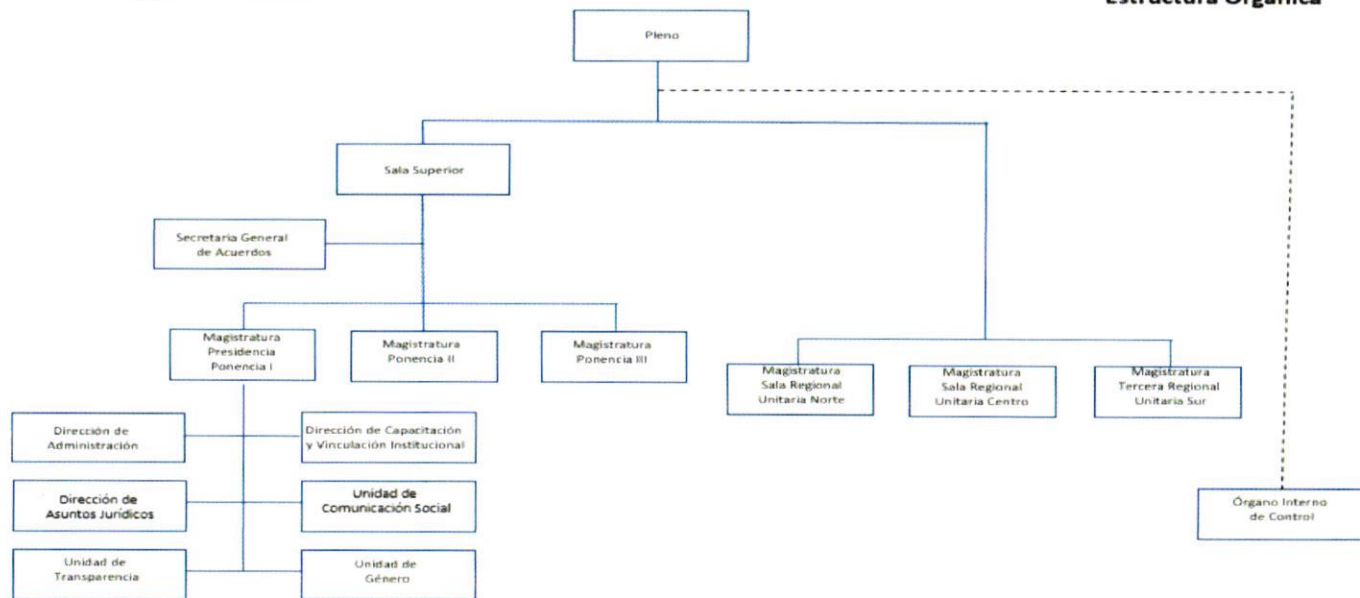 Estructura Orgánica
Pleno
Sala Superior
Secretaria General
de Acuerdos
Magistratura
Presidencia
Ponencia I
Magistratura
Ponencia II
Magistratura
Ponencia III
Magistratura
Sala Regional
Unitaria Norte
Magistratura
Sala Regional
Unitaria Centro
Magistratura
Tercera Regional
Unitaria Sur
Dirección de
Administración
Dirección de Capacitación
y Vinculación Institucional
Dirección de
Asuntos Jurídicos
Unidad de
Comunicación Social
Órgano Interno
de Control
Unidad de
Transparencia
Unidad de
Género